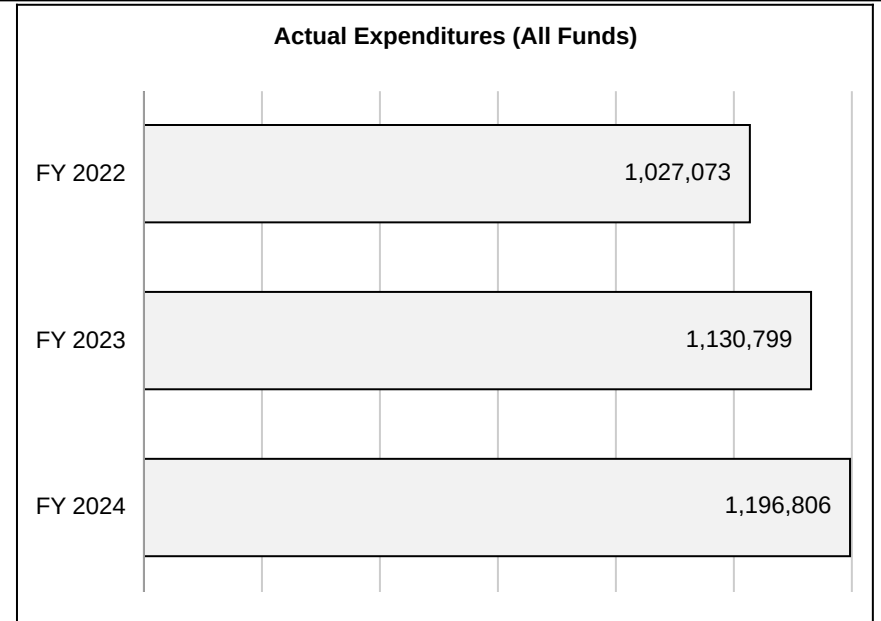 Actual Expenditures (All Funds)
FY 2022 1,027,073
FY 2023 1,130,799
FY 2024 1,196,806